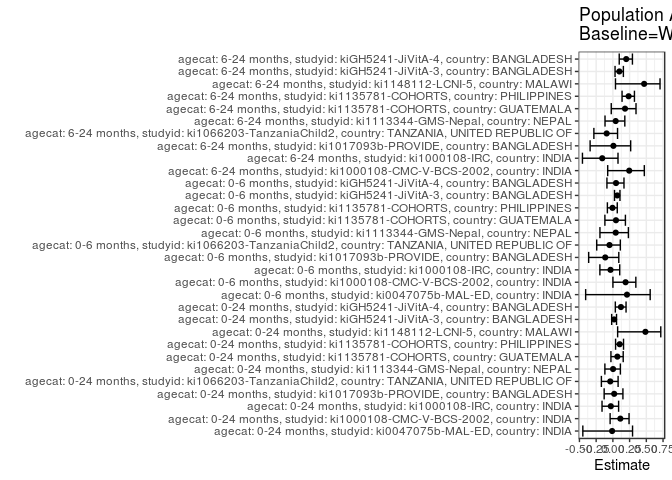 Population A
Baseline=W
agecat: 6-24 months, studyid: kiGH5241-JiVitA-4, country: BANGLADESH
agecat: 6-24 months, studyid: kiGH5241-JiVitA-3, country: BANGLADESH
agecat: 6-24 months, studyid: ki1148112-LCNI-5, country: MALAWI
agecat: 6-24 months, studyid: ki1135781-COHORTS, country: PHILIPPINES
agecat: 6-24 months, studyid: ki1135781-COHORTS, country: GUATEMALA
agecat: 6-24 months, studyid: ki1113344-GMS-Nepal, country: NEPAL
agecat: 6-24 months, studyid: ki1066203-TanzaniaChild2, country: TANZANIA, UNITED REPUBLIC OF
agecat: 6-24 months, studyid: ki1017093b-PROVIDE, country: BANGLADESH
agecat: 6-24 months, studyid: ki1000108-IRC, country: INDIA
agecat: 6-24 months, studyid: ki1000108-CMC-V-BCS-2002, country: INDIA
agecat: 0-6 months, studyid: kiGH5241-JiVitA-4, country: BANGLADESH
agecat: 0-6 months, studyid: kiGH5241-JiVitA-3, country: BANGLADESH
agecat: 0-6 months, studyid: ki1135781-COHORTS, country: PHILIPPINES
agecat: 0-6 months, studyid: ki1135781-COHORTS, country: GUATEMALA
agecat: 0-6 months, studyid: ki1113344-GMS-Nepal, country: NEPAL
agecat: 0-6 months, studyid: ki1066203-TanzaniaChild2, country: TANZANIA, UNITED REPUBLIC OF
agecat: 0-6 months, studyid: ki1017093b-PROVIDE, country: BANGLADESH
agecat: 0-6 months, studyid: ki1000108-IRC, country: INDIA
agecat: 0-6 months, studyid: ki1000108-CMC-V-BCS-2002, country: INDIA
agecat: 0-6 months, studyid: ki0047075b-MAL-ED, country: INDIA
agecat: 0-24 months, studyid: kiGH5241-JiVitA-4, country: BANGLADESH
agecat: 0-24 months, studyid: kiGH5241-JiVitA-3, country: BANGLADESH
agecat: 0-24 months, studyid: ki1148112-LCNI-5, country: MALAWI
agecat: 0-24 months, studyid: ki1135781-COHORTS, country: PHILIPPINES
agecat: 0-24 months, studyid: ki1135781-COHORTS, country: GUATEMALA
agecat: 0-24 months, studyid: ki1113344-GMS-Nepal, country: NEPAL
agecat: 0-24 months, studyid: ki1066203-TanzaniaChild2, country: TANZANIA, UNITED REPUBLIC OF
agecat: 0-24 months, studyid: ki1017093b-PROVIDE, country: BANGLADESH
agecat: 0-24 months, studyid: ki1000108-IRC, country: INDIA
agecat: 0-24 months, studyid: ki1000108-CMC-V-BCS-2002, country: INDIA
agecat: 0-24 months, studyid: ki0047075b-MAL-ED, country: INDIA
-0.50-0.250.000.250.500.75
Estimate